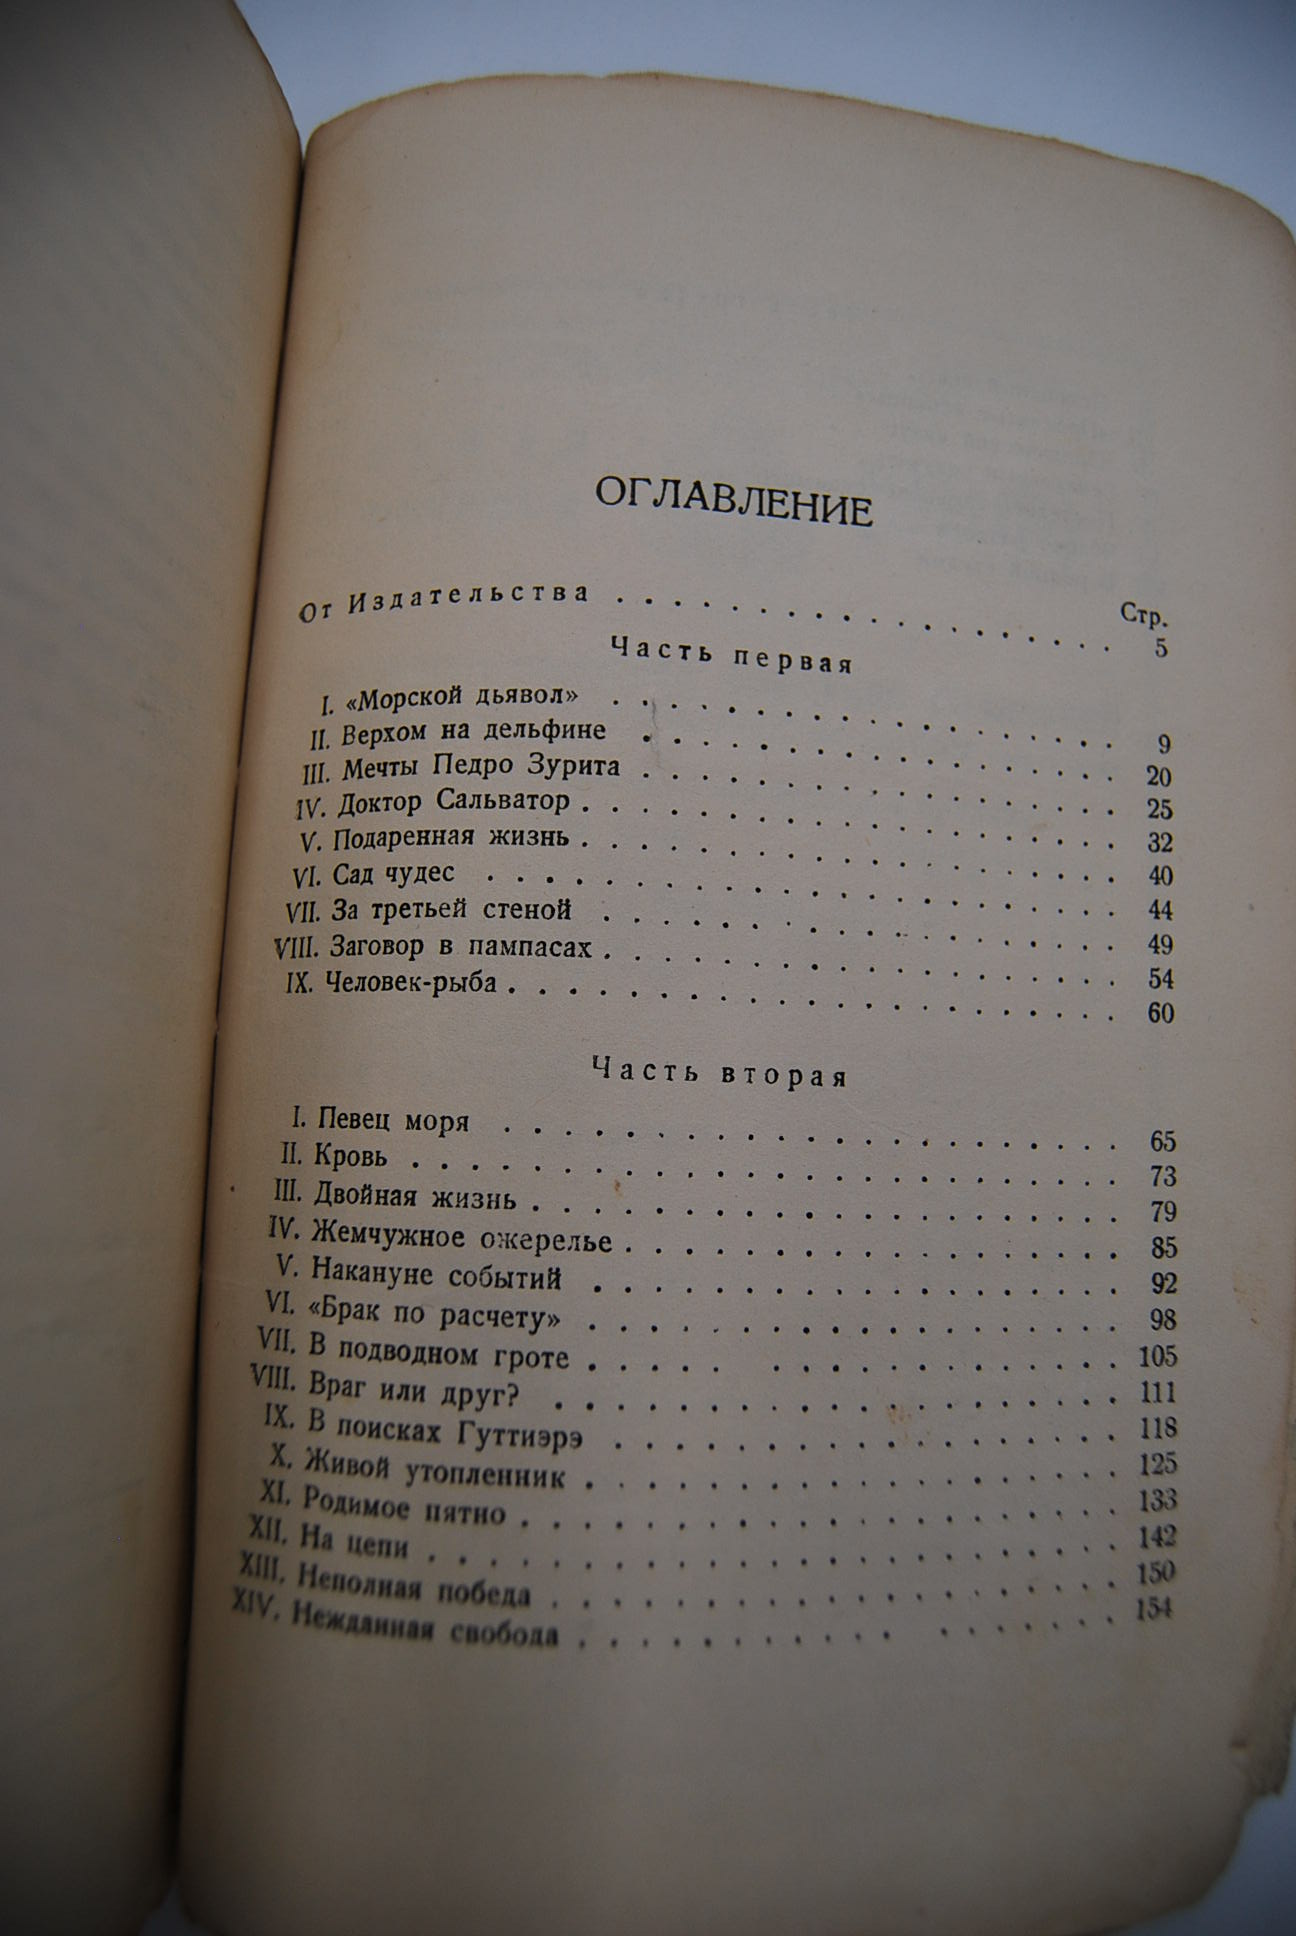 ОГЛАВЛЕНИЕ
Стр.
От Издательства . . . . . . . . . . . . . . . . . . 5
Часть первая
I. «Морской дьявол» . . . . . . . . . . . . . . . . . . 9
II. Верхом на дельфине . . . . . . . . . . . . . . . . . 20
III. Мечты Педро Зурита . . . . . . . . . . . . . . . . . 25
IV. Доктор Сальватор . . . . . . . . . . . . . . . . . . . 32
V. Подаренная жизнь . . . . . . . . . . . . . . . . . . . 40
VI. Сад чудес . . . . . . . . . . . . . . . . . . . . . . 44
VII. За третьей стеной . . . . . . . . . . . . . . . . . . 49
VIII. Заговор в пампасах . . . . . . . . . . . . . . . . . . 54
IX. Человек-рыба . . . . . . . . . . . . . . . . . . . . . 60
Часть вторая
I. Певец моря . . . . . . . . . . . . . . . . . . . . . 65
II. Кровь . . . . . . . . . . . . . . . . . . . . . . . . 73
III. Двойная жизнь . . . . . . . . . . . . . . . . . . . . 79
IV. Жемчужное ожерелье . . . . . . . . . . . . . . . . . 85
V. Накануне событий . . . . . . . . . . . . . . . . . . 92
VI. «Брак по расчету» . . . . . . . . . . . . . . . . . . 98
VII. В подводном гроте . . . . . . . . . . . . . . . . . 105
VIII. Враг или друг? . . . . . . . . . . . . . . . . . . . 111
IX. В поисках Гуттиэрэ . . . . . . . . . . . . . . . . . 118
X. Живой утопленник . . . . . . . . . . . . . . . . . . 125
XI. Родимое пятно . . . . . . . . . . . . . . . . . . . . 133
XII. На цепи . . . . . . . . . . . . . . . . . . . . . . . 142
XIII. Неполная победа . . . . . . . . . . . . . . . . . . . 150
XIV. Нежданная свобода . . . . . . . . . . . . . . . . . . 154